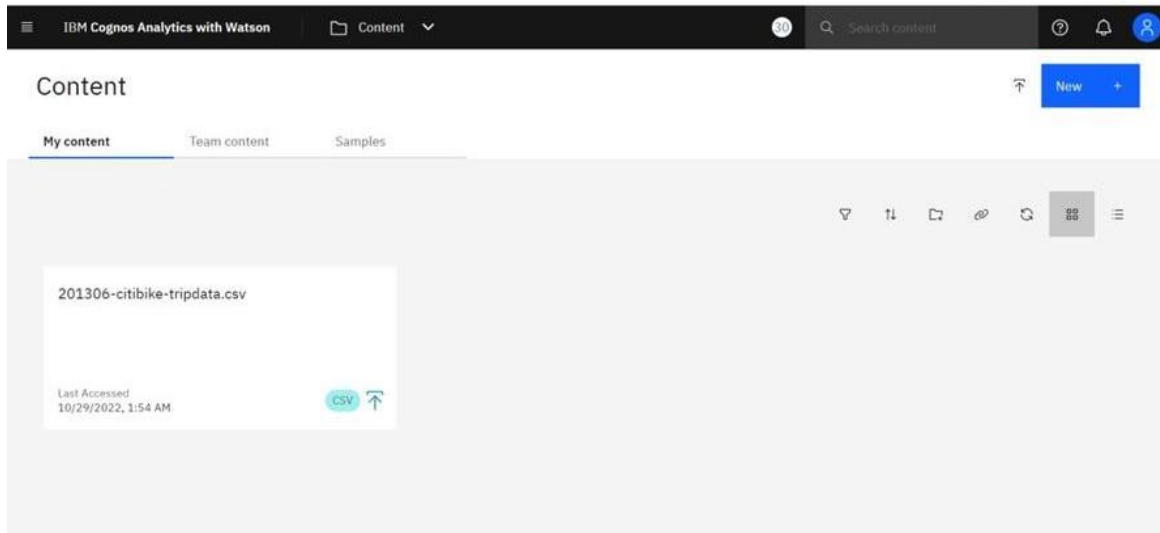 IBM Cognos Analytics with Watson
Content
30
Search content
Content
New +
My content
Team content
Samples
201306-citibike-tripdata.csv
Last Accessed
10/29/2022, 1:54 AM
CSV